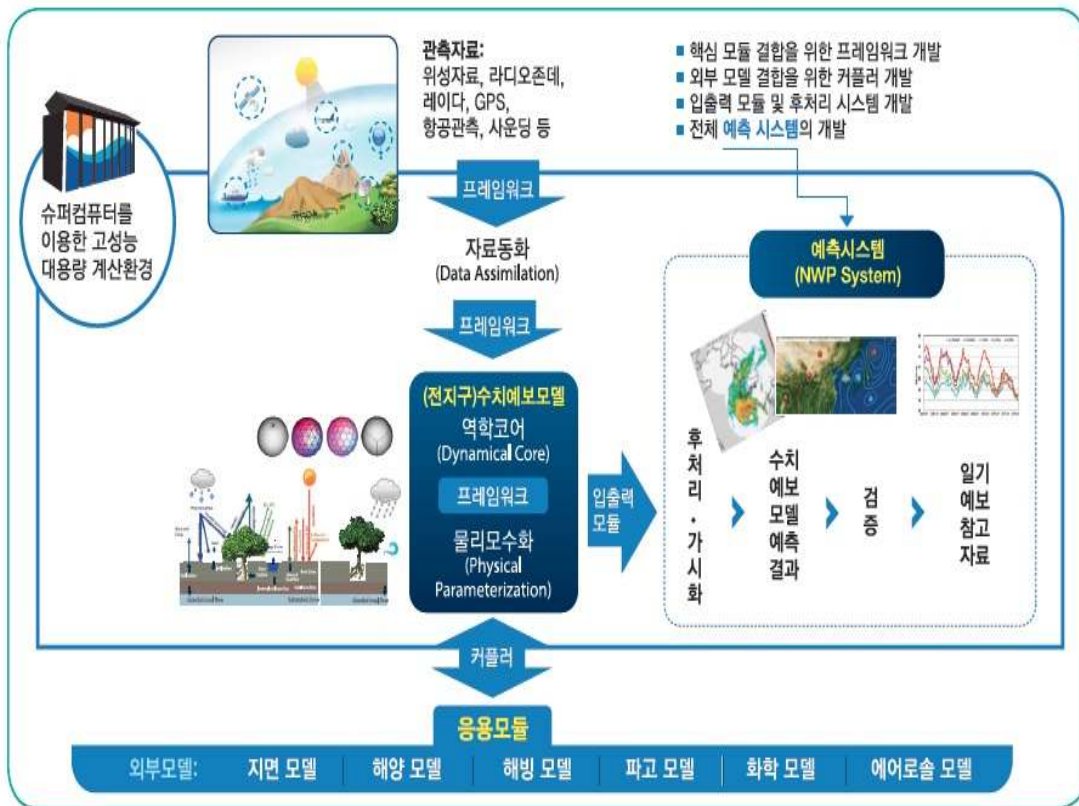 관측자료:
위성자료, 라디오존데,
레이다, GPS,
항공관측, 사운딩 등
■ 핵심 모듈 결합을 위한 프레임워크 개발
■ 외부 모델 결합을 위한 커플러 개발
■ 입출력 모듈 및 후처리 시스템 개발
■ 전체 예측 시스템의 개발
슈퍼컴퓨터를
이용한 고성능
대용량 계산환경
프레임워크
자료동화
(Data Assimilation)
프레임워크
(전지구)수치예보모델
역학코어
(Dynamical Core)
프레임워크
물리모수화
(Physical
Parameterization)
입출력
모듈
예측시스템
(NWP System)
후처리·가시화
수치
예보
모델
예측
결과
검증
일기
예보
참고
자료
커플러
응용모듈
외부모델: 지면 모델 해양 모델 해빙 모델 파고 모델 화학 모델 에어로솔 모델